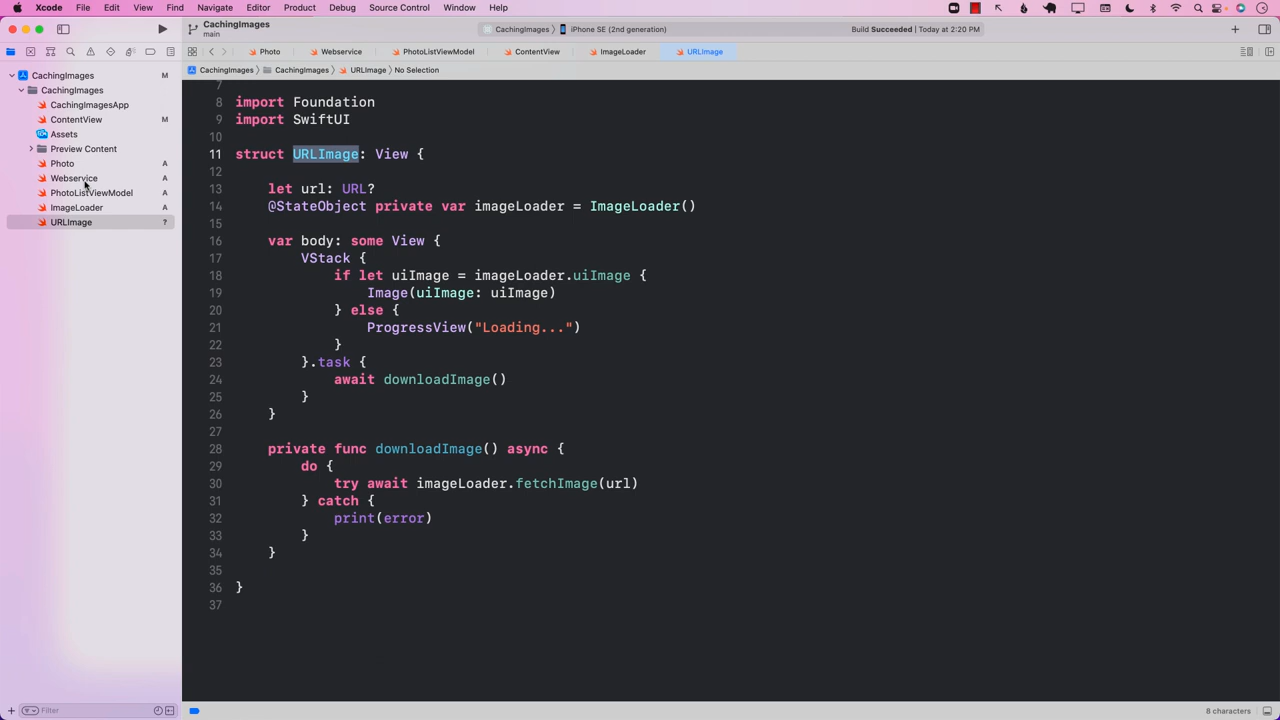 Xcode File Edit View Find Navigate Editor Product Debug Source Control Window Help
CachingImages
main
CachingImages 〉 iPhone SE (2nd generation)
Build Succeeded | Today at 2:20 PM
Photo Webservice PhotoListViewModel ContentView ImageLoader URLImage
CachingImages 〉 CachingImages 〉 URLImage 〉 No Selection
CachingImages M
CachingImages
CachingImagesApp
ContentView M
Assets
Preview Content
Photo A
Webservice A
PhotoListViewModel A
ImageLoader A
URLImage ?
7
8 import Foundation
9 import SwiftUI
10
11 struct URLImage: View {
12
13 let url: URL?
14 @StateObject private var imageLoader = ImageLoader()
15
16 var body: some View {
17 VStack {
18 if let uiImage = imageLoader.uiImage {
19 Image(uiImage: uiImage)
20 } else {
21 ProgressView("Loading...")
22 }
23 }.task {
24 await downloadImage()
25 }
26 }
27
28 private func downloadImage() async {
29 do {
30 try await imageLoader.fetchImage(url)
31 } catch {
32 print(error)
33 }
34 }
35
36 }
37
Filter
8 characters